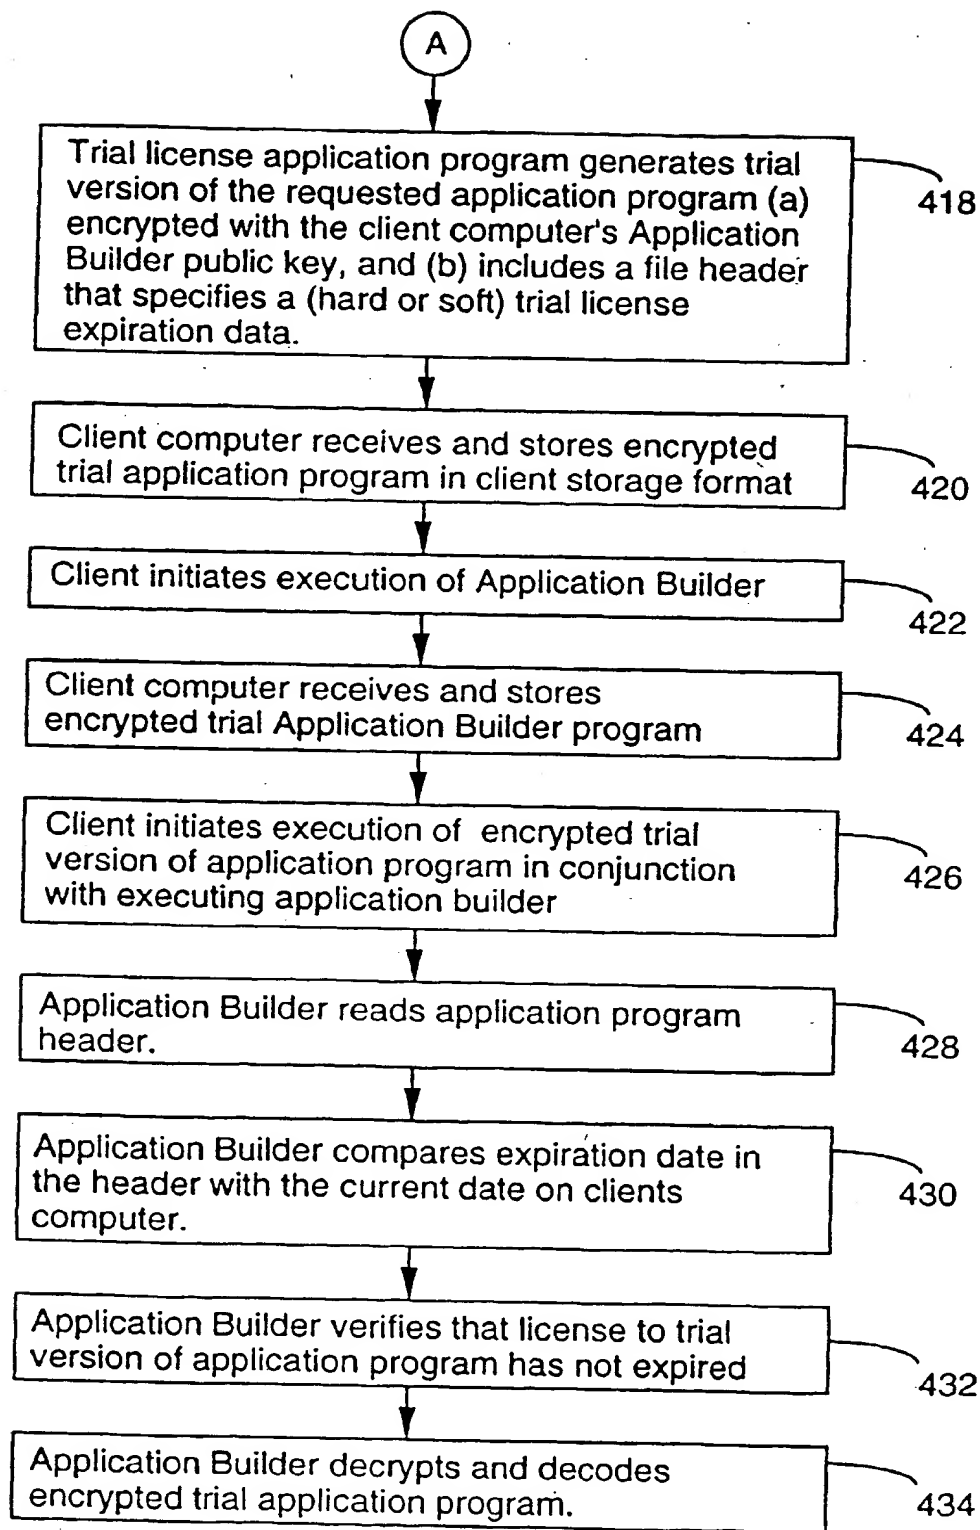 A
Trial license application program generates trial
version of the requested application program (a)
encrypted with the client computer's Application
Builder public key, and (b) includes a file header
that specifies a (hard or soft) trial license
expiration data.
418
Client computer receives and stores encrypted
trial application program in client storage format
420
Client initiates execution of Application Builder
422
Client computer receives and stores
encrypted trial Application Builder program
424
Client initiates execution of encrypted trial
version of application program in conjunction
with executing application builder
426
Application Builder reads application program
header.
428
Application Builder compares expiration date in
the header with the current date on clients
computer.
430
Application Builder verifies that license to trial
version of application program has not expired
432
Application Builder decrypts and decodes
encrypted trial application program.
434